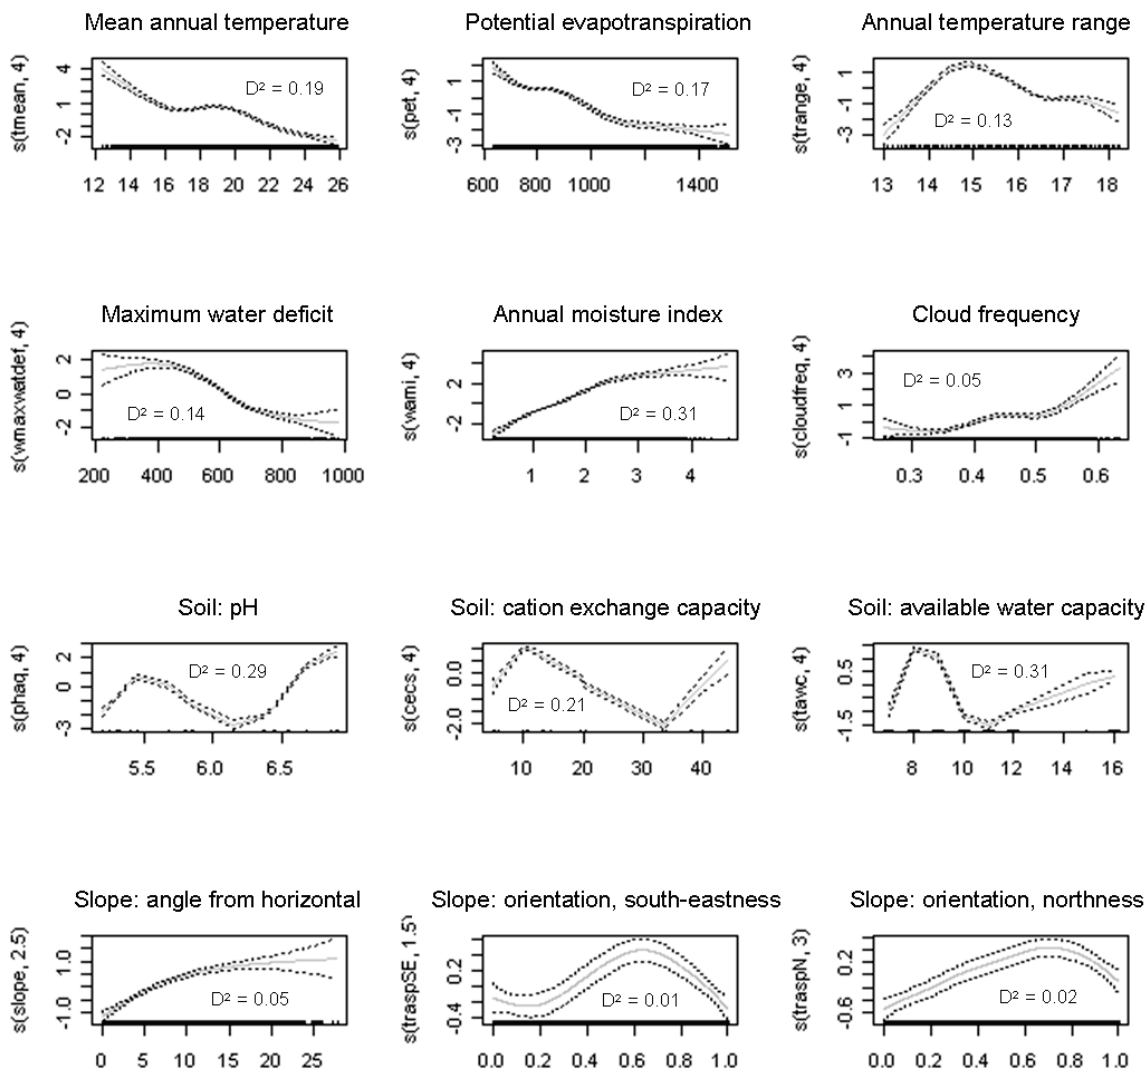 Mean annual temperature
s(tmean, 4)
4
1
-2
D² = 0.19
12 14 16 18 20 22 24 26
Potential evapotranspiration
s(pet, 4)
2
0
-3
D² = 0.17
600 800 1000 1400
Annual temperature range
s(trange, 4)
1
-1
-3
D² = 0.13
13 14 15 16 17 18
Maximum water deficit
s(wmaxwatdef, 4)
2
0
-2
D² = 0.14
200 400 600 800 1000
Annual moisture index
s(wami, 4)
2
-2
D² = 0.31
1 2 3 4
Cloud frequency
s(cloudfreq, 4)
3
1
-1
D² = 0.05
0.3 0.4 0.5 0.6
Soil: pH
s(phaq, 4)
2
0
-3
D² = 0.29
5.5 6.0 6.5
Soil: cation exchange capacity
s(cecs, 4)
0.0
-2.0
D² = 0.21
10 20 30 40
Soil: available water capacity
s(tawc, 4)
0.5
-1.5
D² = 0.31
8 10 12 14 16
Slope: angle from horizontal
s(slope, 2.5)
1.0
-1.0
D² = 0.05
0 5 10 15 20 25
Slope: orientation, south-eastness
s(traspSE, 1.5)
0.2
-0.4
D² = 0.01
0.0 0.2 0.4 0.6 0.8 1.0
Slope: orientation, northness
s(traspN, 3)
0.2
-0.6
D² = 0.02
0.0 0.2 0.4 0.6 0.8 1.0